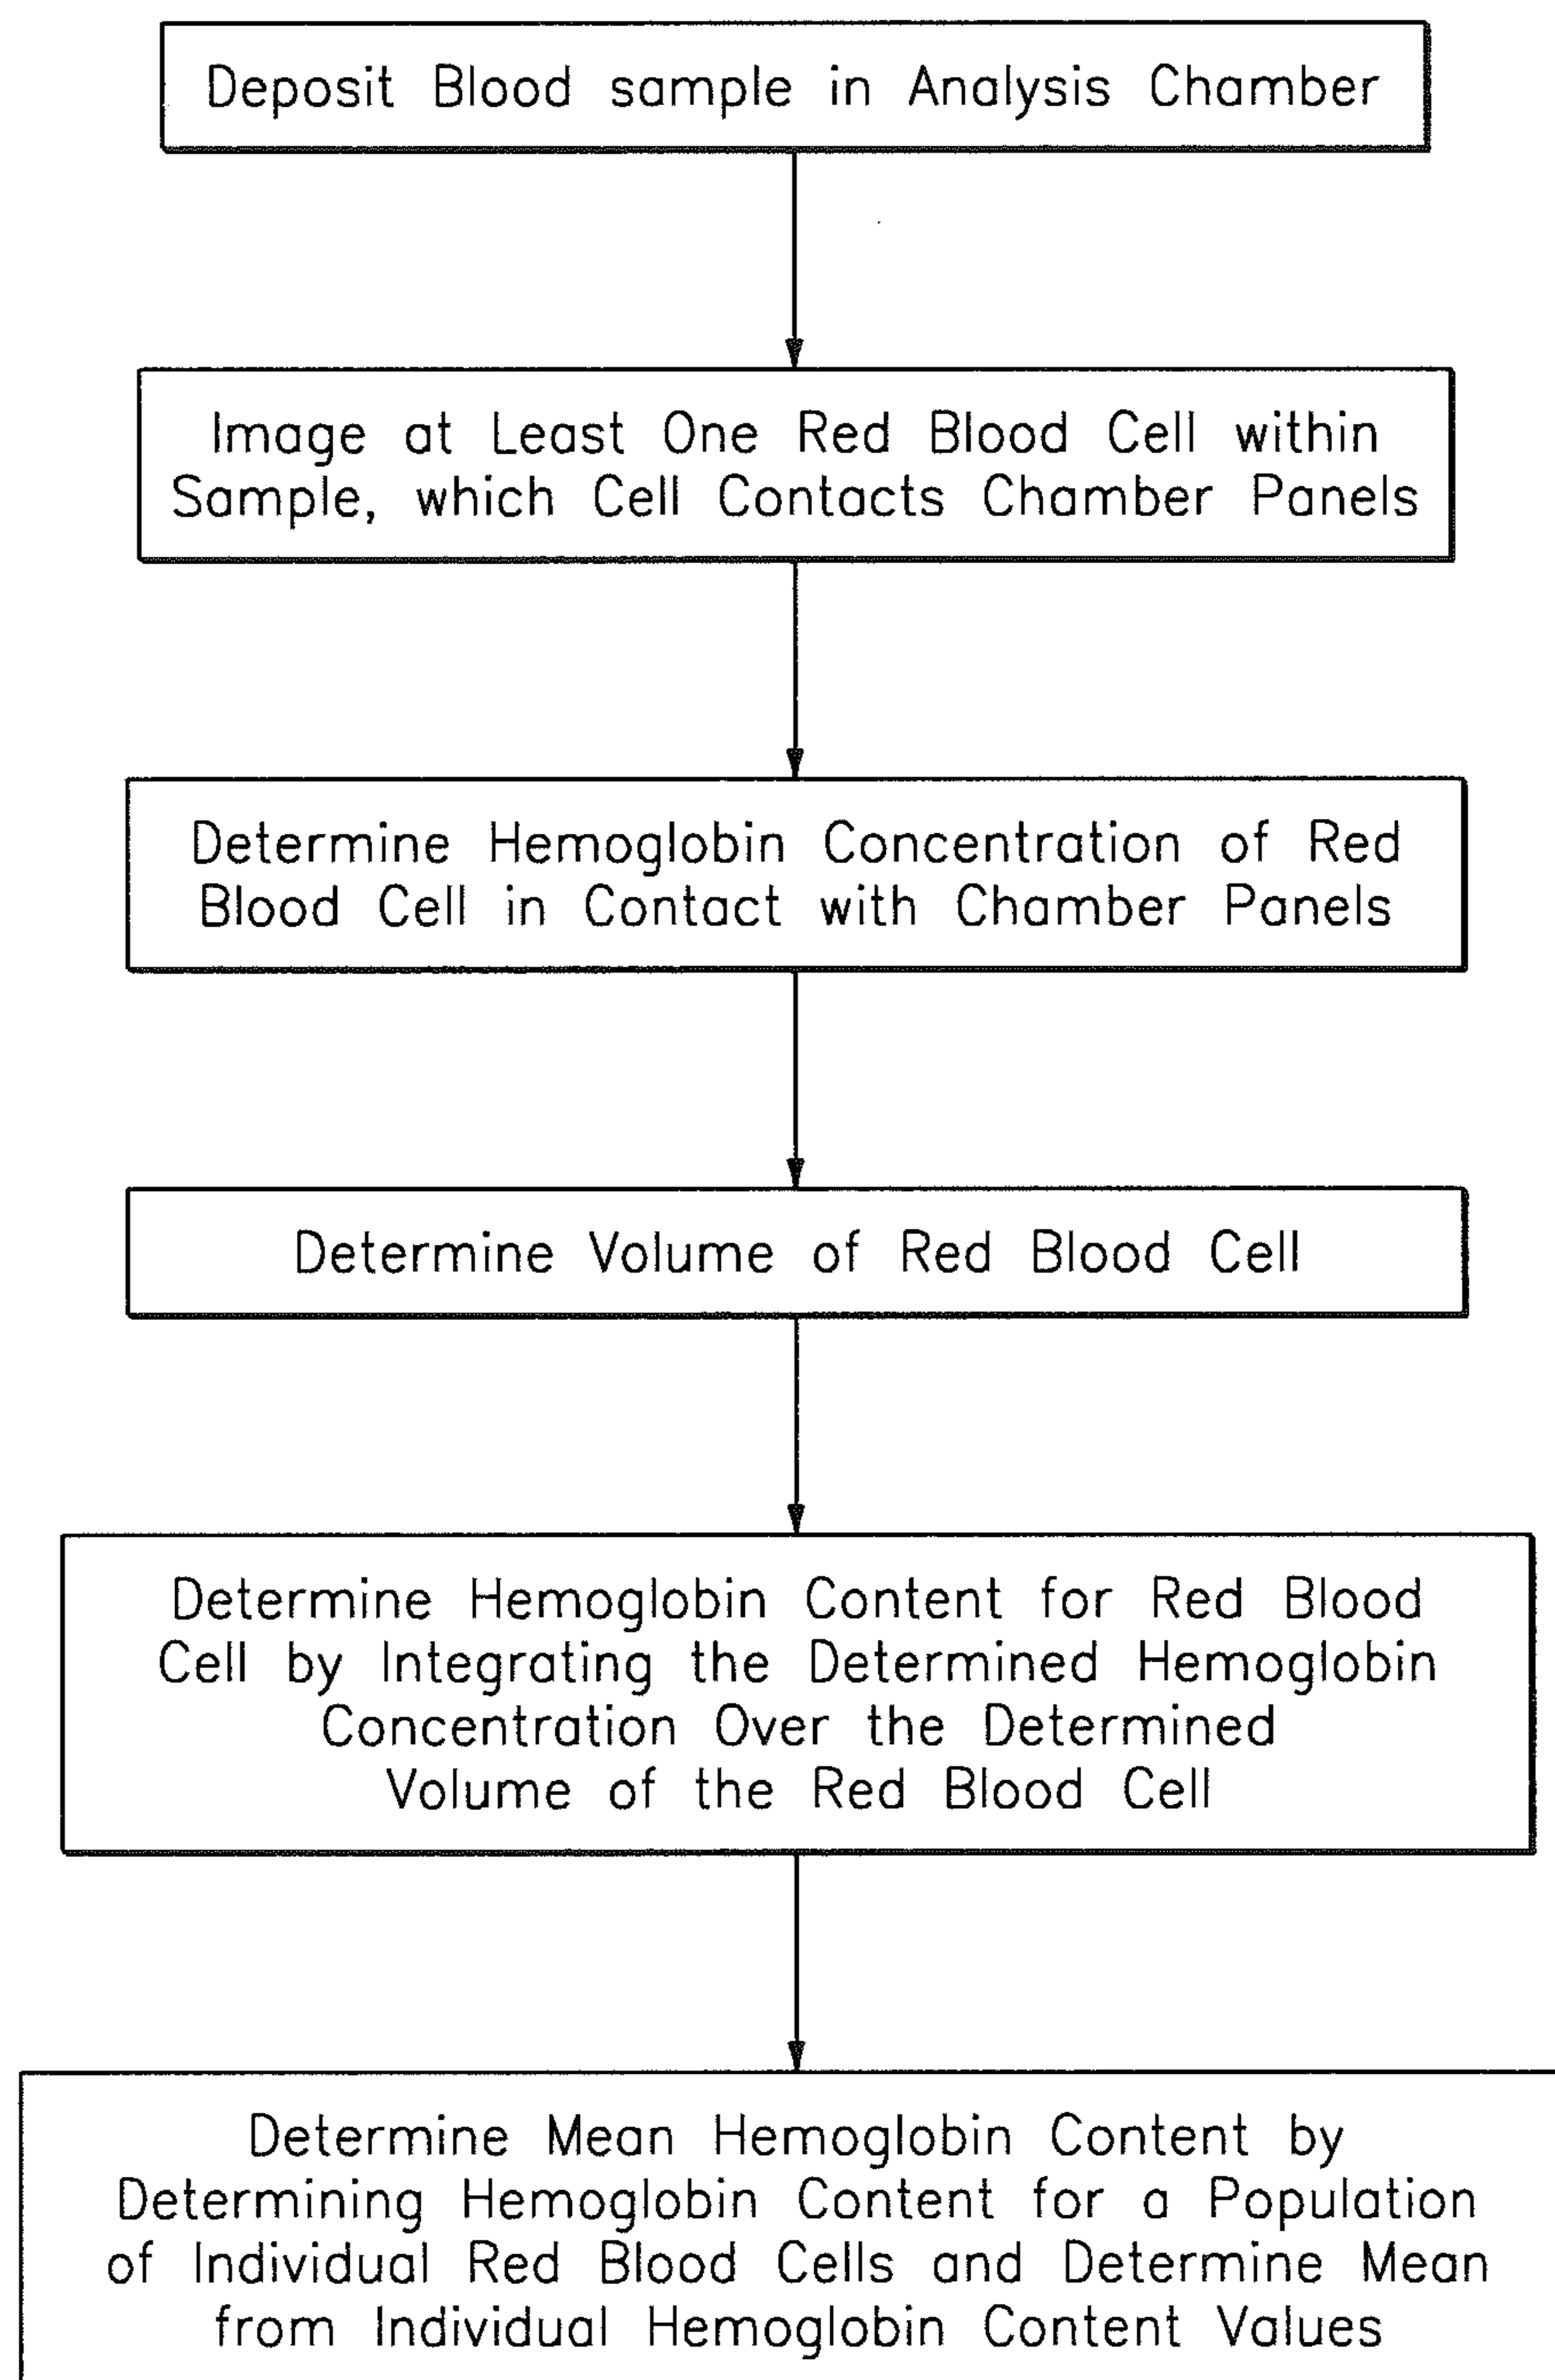 Deposit Blood sample in Analysis Chamber
Image at Least One Red Blood Cell within
Sample, which Cell Contacts Chamber Panels
Determine Hemoglobin Concentration of Red
Blood Cell in Contact with Chamber Panels
Determine Volume of Red Blood Cell
Determine Hemoglobin Content for Red Blood
Cell by Integrating the Determined Hemoglobin
Concentration Over the Determined
Volume of the Red Blood Cell
Determine Mean Hemoglobin Content by
Determining Hemoglobin Content for a Population
of Individual Red Blood Cells and Determine Mean
from Individual Hemoglobin Content Values